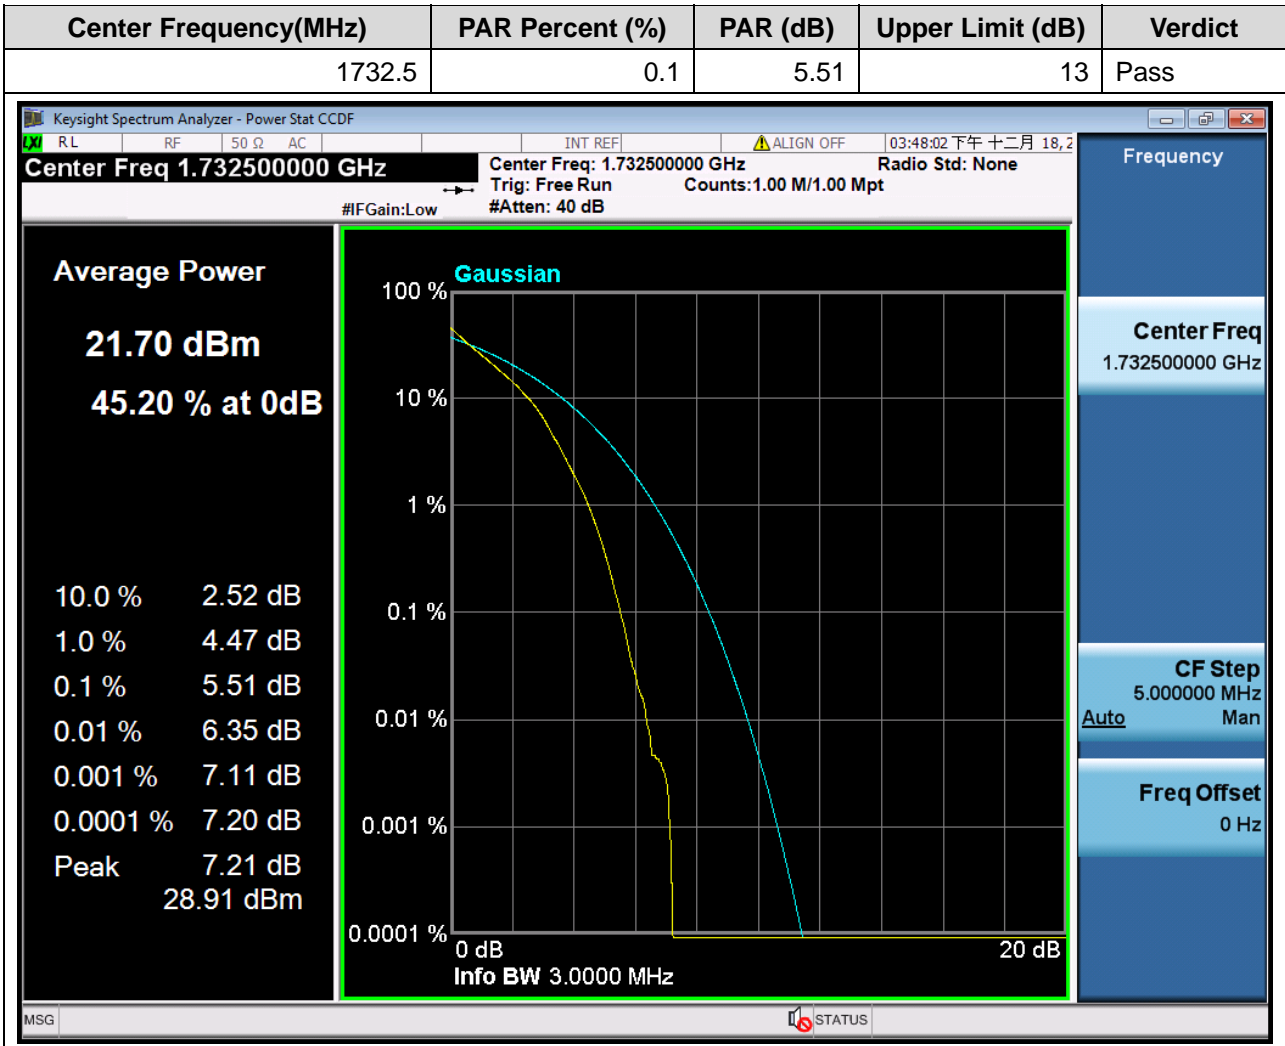 Center Frequency(MHz) PAR Percent (%) PAR (dB) Upper Limit (dB) Verdict
1732.5 0.1 5.51 13 Pass
Keysight Spectrum Analyzer - Power Stat CCDF
LXI RL RF 50 Ω AC INT REF ALIGN OFF 03:48:02 下午 十二月 18, 2
Center Freq 1.732500000 GHz
Center Freq: 1.732500000 GHz Radio Std: None
Trig: Free Run Counts:1.00 M/1.00 Mpt
#IFGain:Low #Atten: 40 dB
Average Power
21.70 dBm
45.20 % at 0dB
10.0 % 2.52 dB
1.0 % 4.47 dB
0.1 % 5.51 dB
0.01 % 6.35 dB
0.001 % 7.11 dB
0.0001 % 7.20 dB
Peak 7.21 dB
28.91 dBm
Gaussian
100 %
10 %
1 %
0.1 %
0.01 %
0.001 %
0.0001 %
0 dB 20 dB
Info BW 3.0000 MHz
Frequency
Center Freq
1.732500000 GHz
CF Step
5.000000 MHz
Auto Man
Freq Offset
0 Hz
MSG STATUS